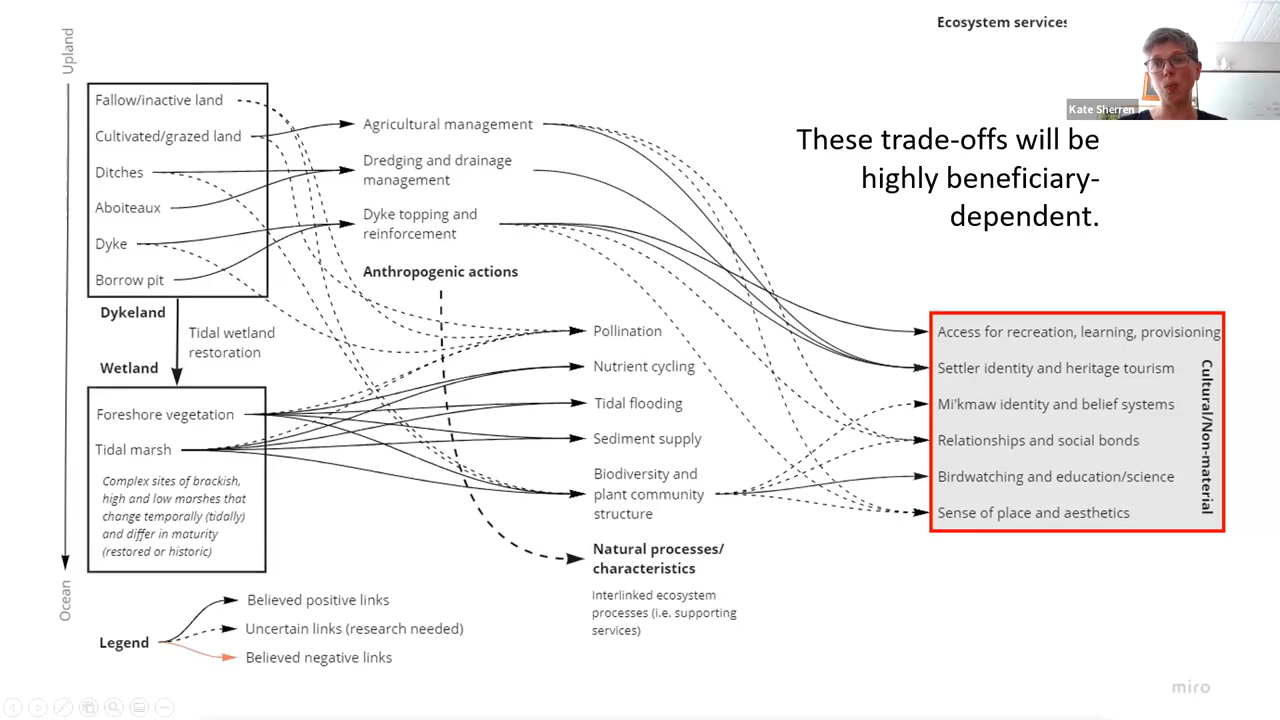 Ecosystem services
Kate Sherren
These trade-offs will be
highly beneficiary-
dependent.
Upland
Ocean
Fallow/inactive land
Cultivated/grazed land
Ditches
Aboiteaux
Dyke
Borrow pit
Dykeland
Tidal wetland
restoration
Wetland
Foreshore vegetation
Tidal marsh
Complex sites of brackish,
high and low marshes that
change temporally (tidally)
and differ in maturity
(restored or historic)
Agricultural management
Dredging and drainage
management
Dyke topping and
reinforcement
Anthropogenic actions
Pollination
Nutrient cycling
Tidal flooding
Sediment supply
Biodiversity and
plant community
structure
Natural processes/
characteristics
Interlinked ecosystem
processes (i.e. supporting
services)
Access for recreation, learning, provisioning
Settler identity and heritage tourism
Mi'kmaw identity and belief systems
Relationships and social bonds
Birdwatching and education/science
Sense of place and aesthetics
Cultural/Non-material
Legend
Believed positive links
Uncertain links (research needed)
Believed negative links
miro